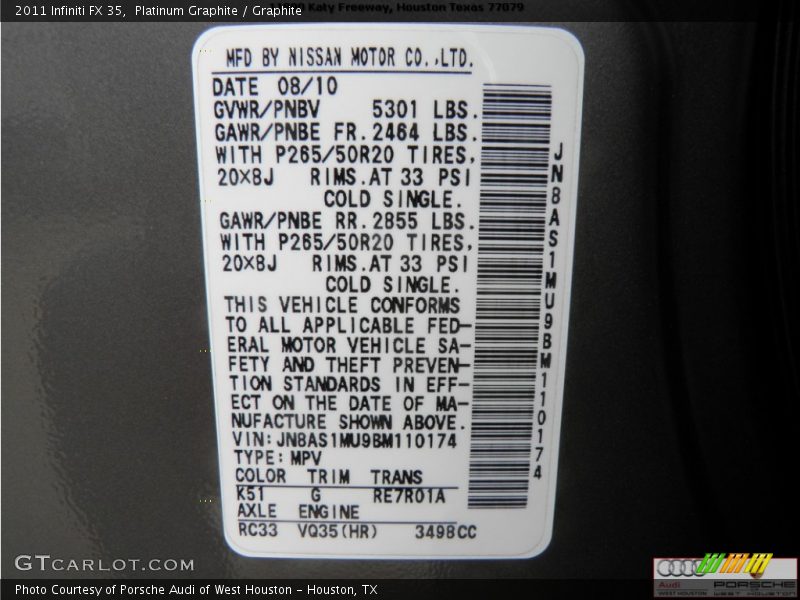 2011 Infiniti FX 35, Platinum Graphite / Graphite
Katy Freeway, Houston Texas 77079
MFD BY NISSAN MOTOR CO.,LTD.
DATE 08/10
GVWR/PNBV 5301 LBS.
GAWR/PNBE FR. 2464 LBS.
WITH P265/50R20 TIRES,
20×8J RIMS.AT 33 PSI
COLD SINGLE.
GAWR/PNBE RR. 2855 LBS.
WITH P265/50R20 TIRES,
20×8J RIMS.AT 33 PSI
COLD SINGLE.
THIS VEHICLE CONFORMS
TO ALL APPLICABLE FED-
ERAL MOTOR VEHICLE SA-
FETY AND THEFT PREVEN-
TION STANDARDS IN EFF-
ECT ON THE DATE OF MA-
NUFACTURE SHOWN ABOVE.
VIN:JN8AS1MU9BM110174
TYPE:MPV
COLOR TRIM TRANS
K51 G RE7R01A
AXLE ENGINE
RC33 VQ35(HR) 3498CC
JN8AS1MU9BM110174
GTCARLOT.COM
Photo Courtesy of Porsche Audi of West Houston - Houston, TX
Audi PORSCHE
WEST HOUSTON WEST HOUSTON